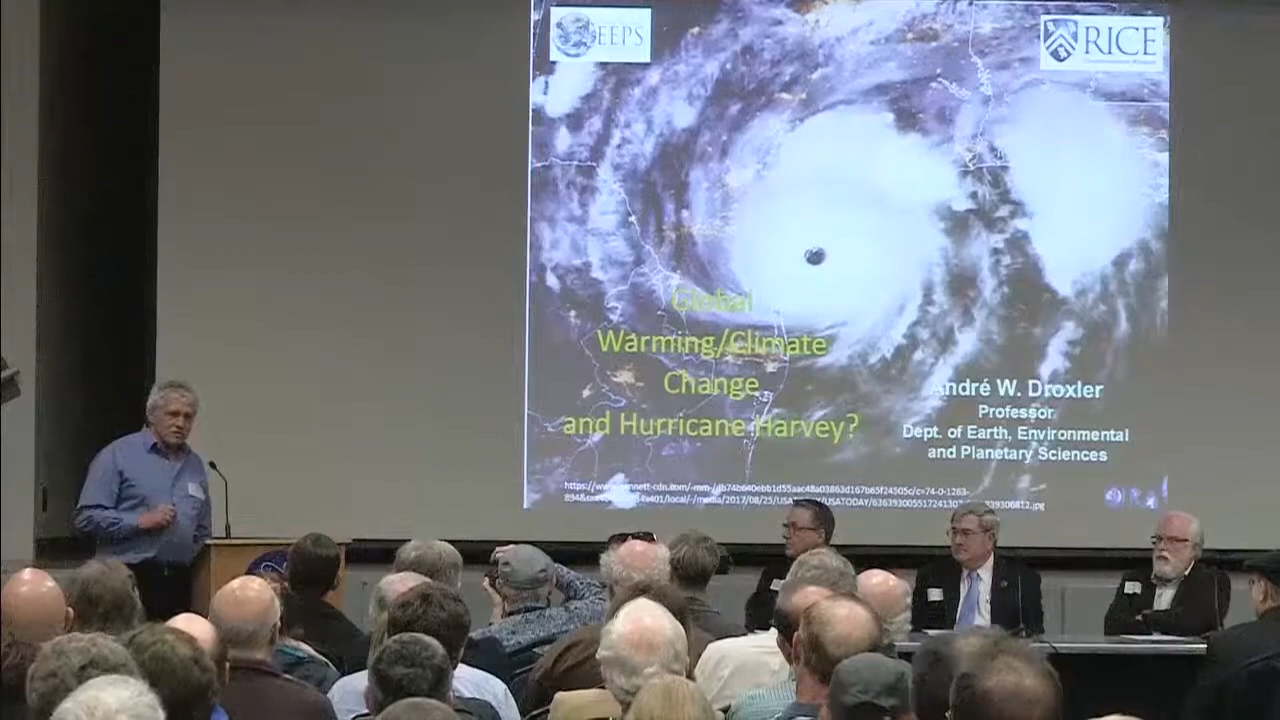 EEPS
RICE
Global
Warming/Climate
Change
and Hurricane Harvey?
André W. Droxler
Professor
Dept. of Earth, Environmental
and Planetary Sciences